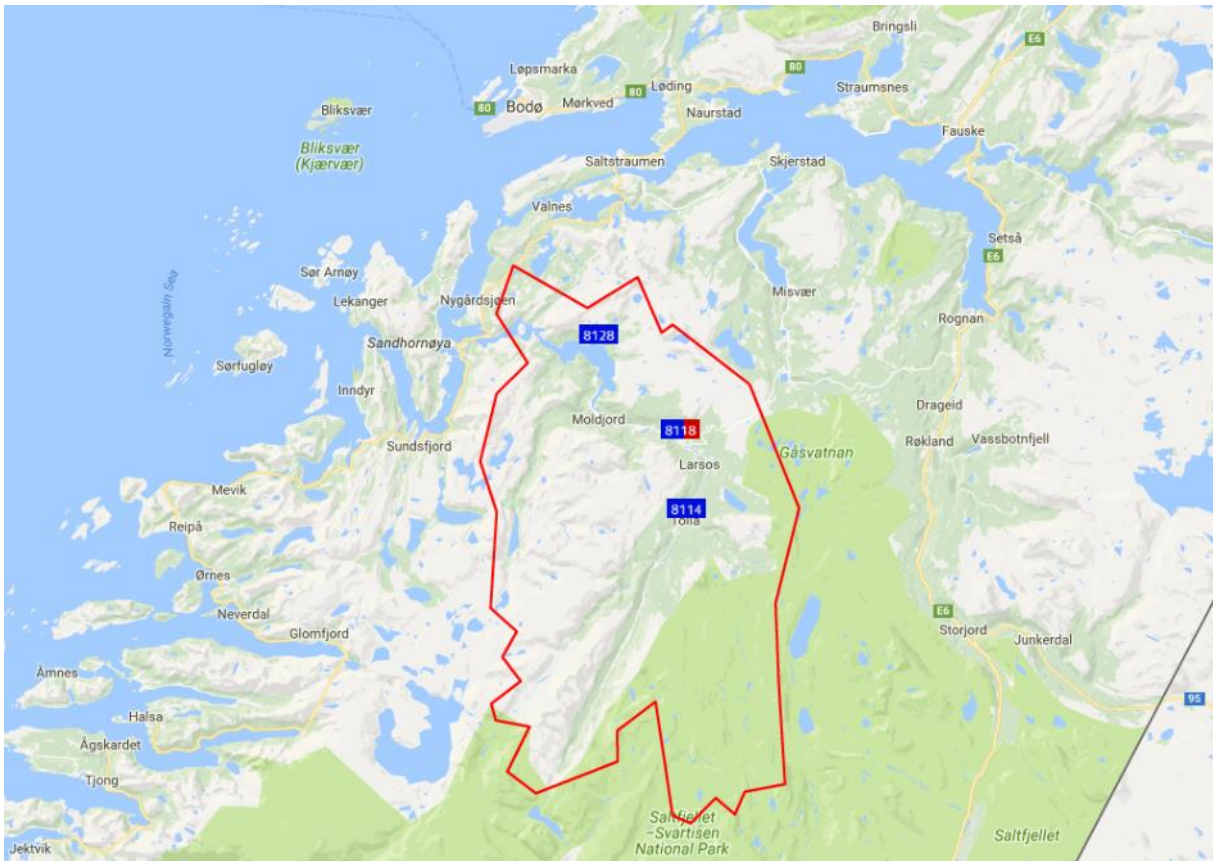 Bringsli
E6
Løpsmarka
80
Bliksvær
80
Bodø
Mørkved
80
Løding
Straumsnes
Naurstad
Fauske
Bliksvær
(Kjærvær)
Saltstraumen
Skjerstad
Valnes
Setså
E6
Sør Arnøy
Lekanger
Nygårdsjøen
Misvær
Norwegain Sea
Rognan
Sandhornøya
8128
Sørfugløy
Inndyr
Drageid
Moldjord
8118
Sundsfjord
Røkland
Vassbotnfjell
Gåsvatnan
Larsos
Mevik
8114
Tolla
Reipå
Ørnes
Neverdal
E6
Glomfjord
Storjord
Junkerdal
Åmnes
95
Halsa
Ågskardet
Tjong
Saltfjellet
-Svartisen
National Park
Saltfjellet
Jektvik